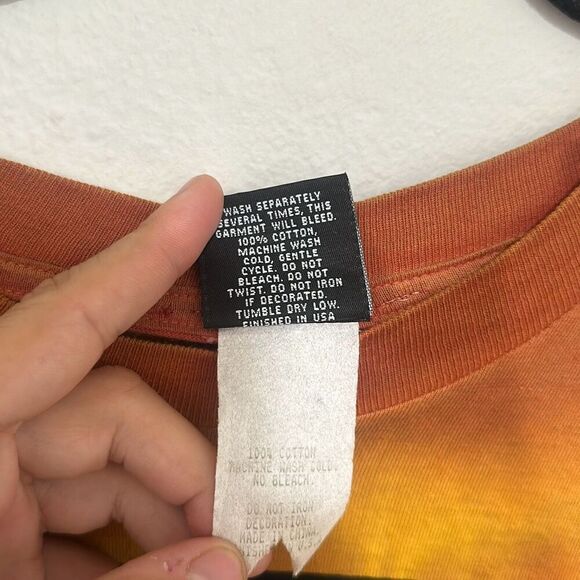 WASH SEPARATELY
SEVERAL TIMES, THIS
GARMENT WILL BLEED.
100% COTTON,
MACHINE WASH
COLD, GENTLE
CYCLE. DO NOT
BLEACH. DO NOT
TWIST. DO NOT IRON
IF DECORATED.
TUMBLE DRY LOW.
FINISHED IN USA
100% COTTON
MACHINE WASH COLD.
NO BLEACH.
DO NOT IRON
DECORATION.
MADE IN CHINA.